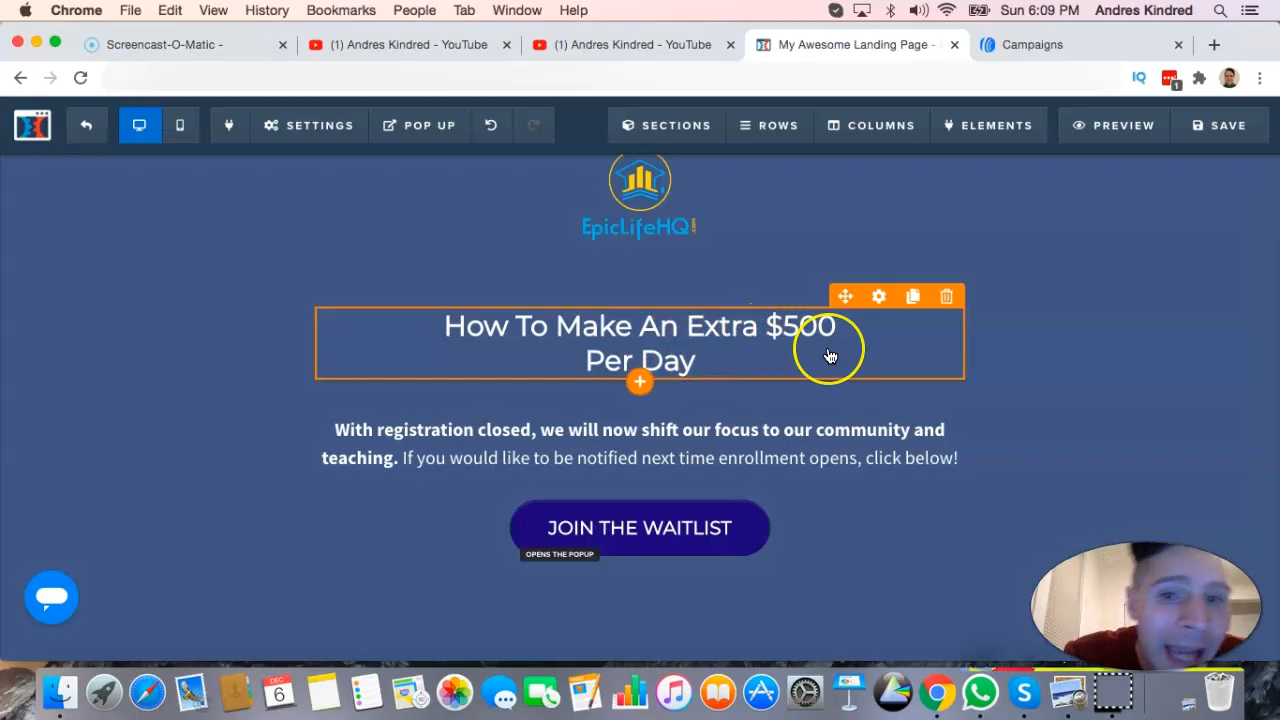 Chrome File Edit View History Bookmarks People Tab Window Help Sun 6:09 PM Andres Kindred
Screencast-O-Matic - (1) Andres Kindred - YouTube (1) Andres Kindred - YouTube My Awesome Landing Page - Campaigns
IQ 1
SETTINGS POP UP SECTIONS ROWS COLUMNS ELEMENTS PREVIEW SAVE
EpicLifeHQ.com
How To Make An Extra $500
Per Day
With registration closed, we will now shift our focus to our community and
teaching. If you would like to be notified next time enrollment opens, click below!
JOIN THE WAITLIST
OPENS THE POPUP
DEC
6